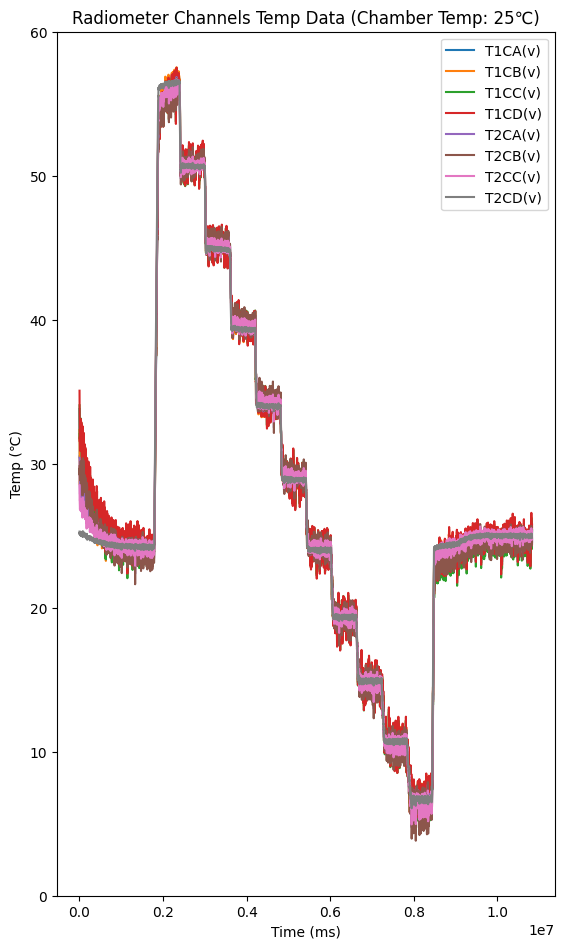 Radiometer Channels Temp Data (Chamber Temp: 25℃)
T1CA(v)
T1CB(v)
T1CC(v)
T1CD(v)
T2CA(v)
T2CB(v)
T2CC(v)
T2CD(v)
Temp (℃)
60
50
40
30
20
10
0
0.0 0.2 0.4 0.6 0.8 1.0
1e7
Time (ms)